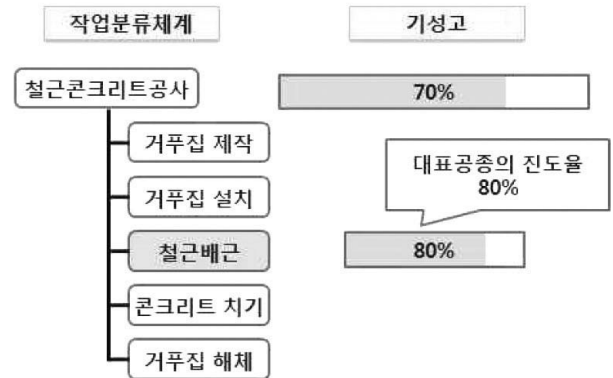 작업분류체계
기성고
철근콘크리트공사
70%
거푸집 제작
대표공종의 진도율
80%
거푸집 설치
철근배근
80%
콘크리트 치기
거푸집 해체